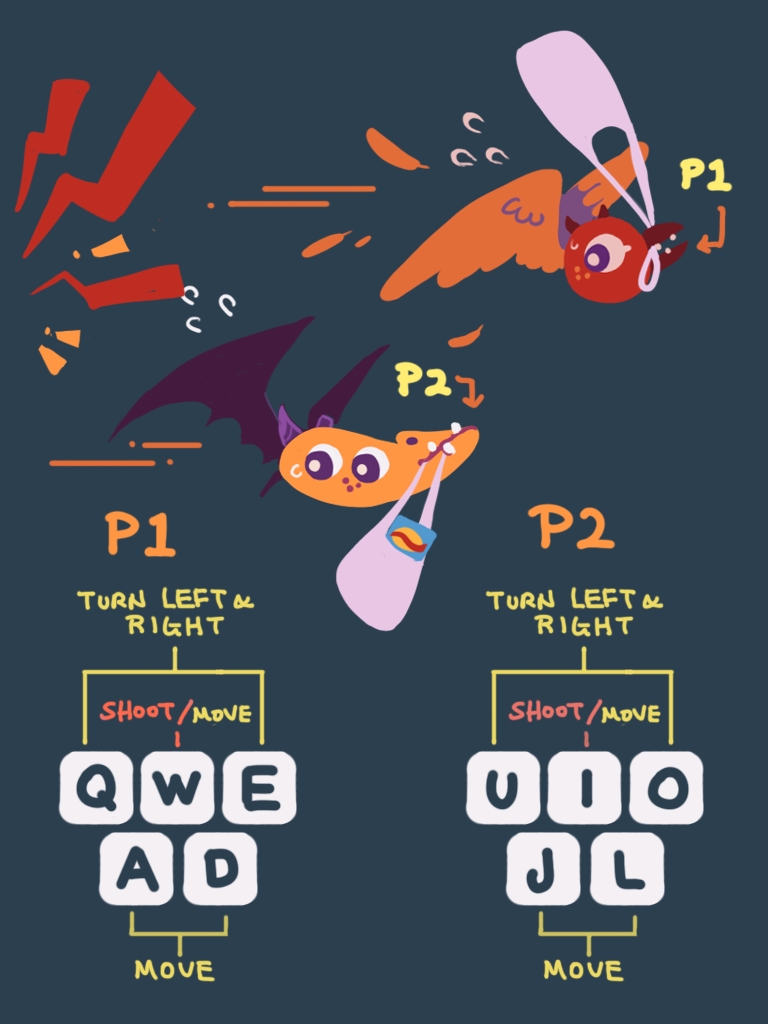 P1
P2
P1
TURN LEFT &
RIGHT
SHOOT/MOVE
Q W E
A D
MOVE
P2
TURN LEFT &
RIGHT
SHOOT/MOVE
U I O
J L
MOVE